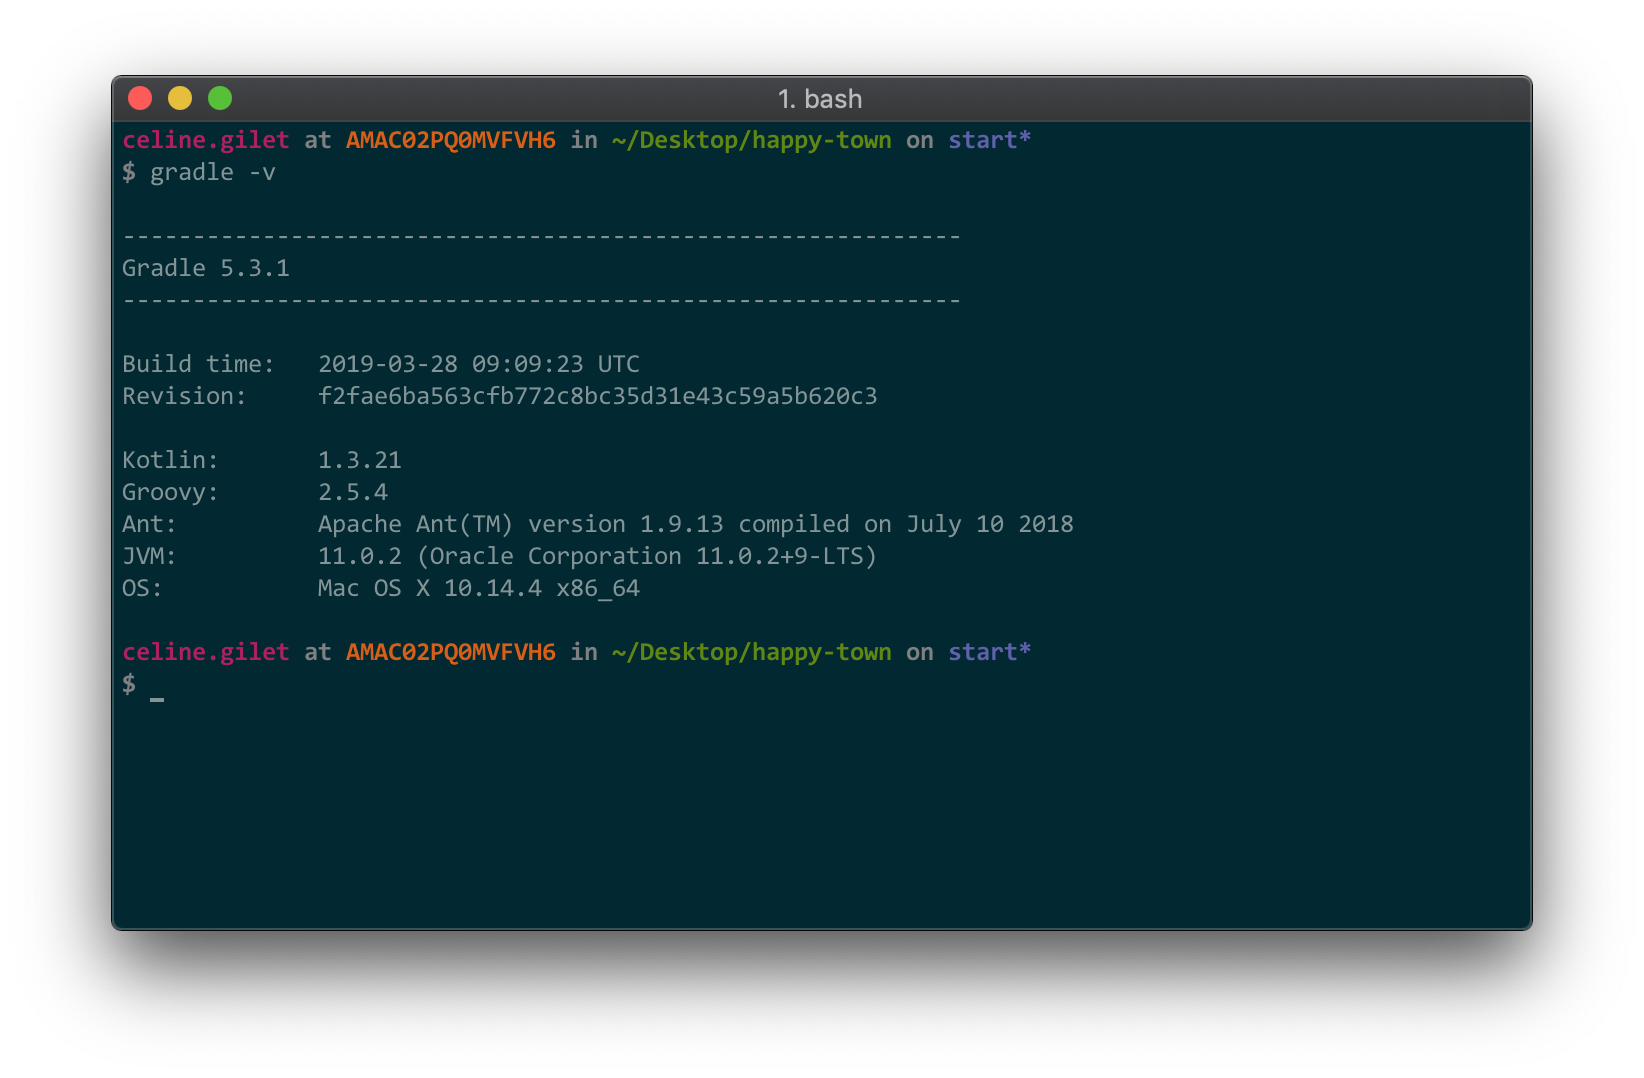 1. bash
celine.gilet at AMAC02PQ0MVFVH6 in ~/Desktop/happy-town on start*
$ gradle -v
------------------------------------------------------------
Gradle 5.3.1
------------------------------------------------------------
Build time:   2019-03-28 09:09:23 UTC
Revision:     f2fae6ba563cfb772c8bc35d31e43c59a5b620c3
Kotlin:       1.3.21
Groovy:       2.5.4
Ant:          Apache Ant(TM) version 1.9.13 compiled on July 10 2018
JVM:          11.0.2 (Oracle Corporation 11.0.2+9-LTS)
OS:           Mac OS X 10.14.4 x86_64
celine.gilet at AMAC02PQ0MVFVH6 in ~/Desktop/happy-town on start*
$ _